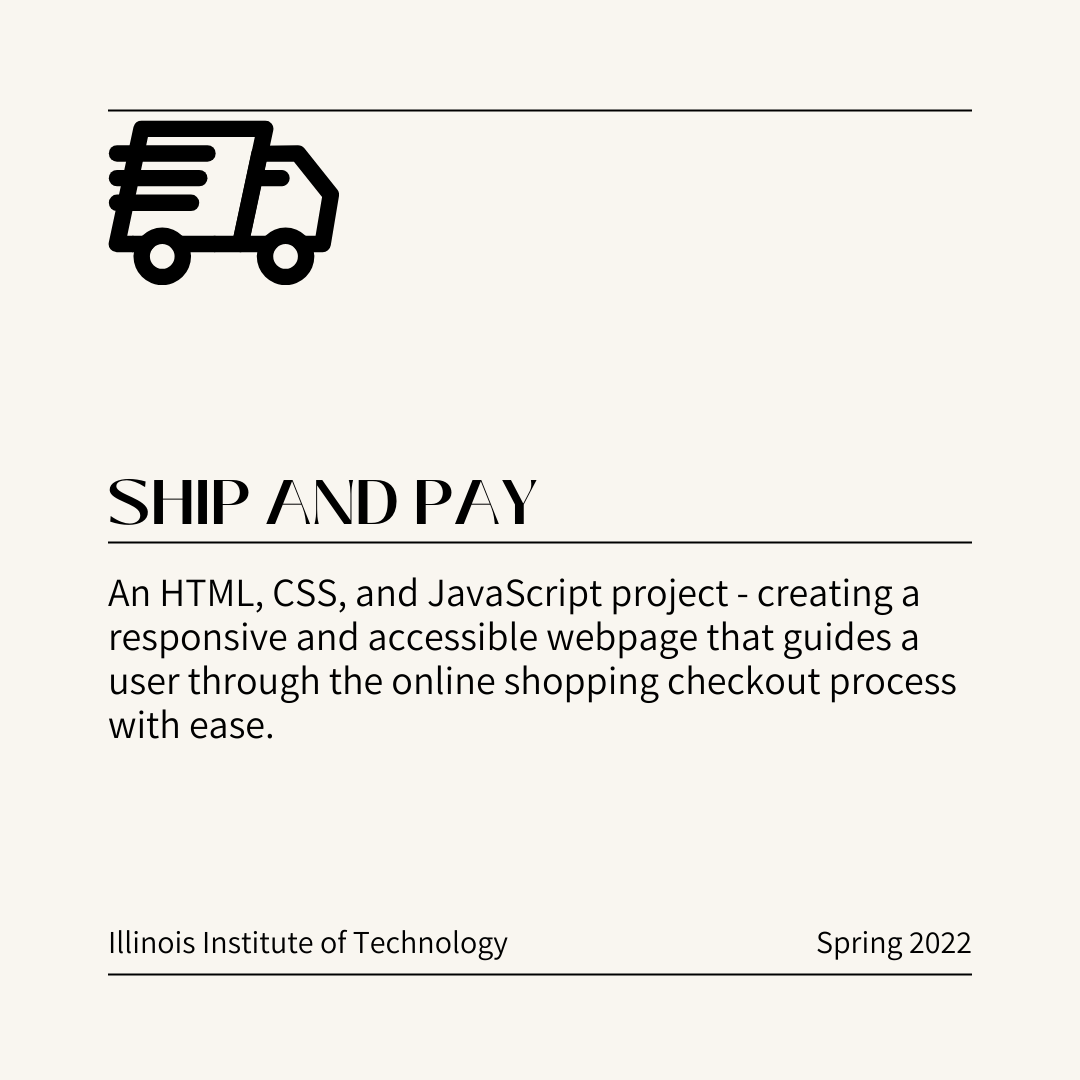 SHIP AND PAY
An HTML, CSS, and JavaScript project - creating a
responsive and accessible webpage that guides a
user through the online shopping checkout process
with ease.
Illinois Institute of Technology
Spring 2022